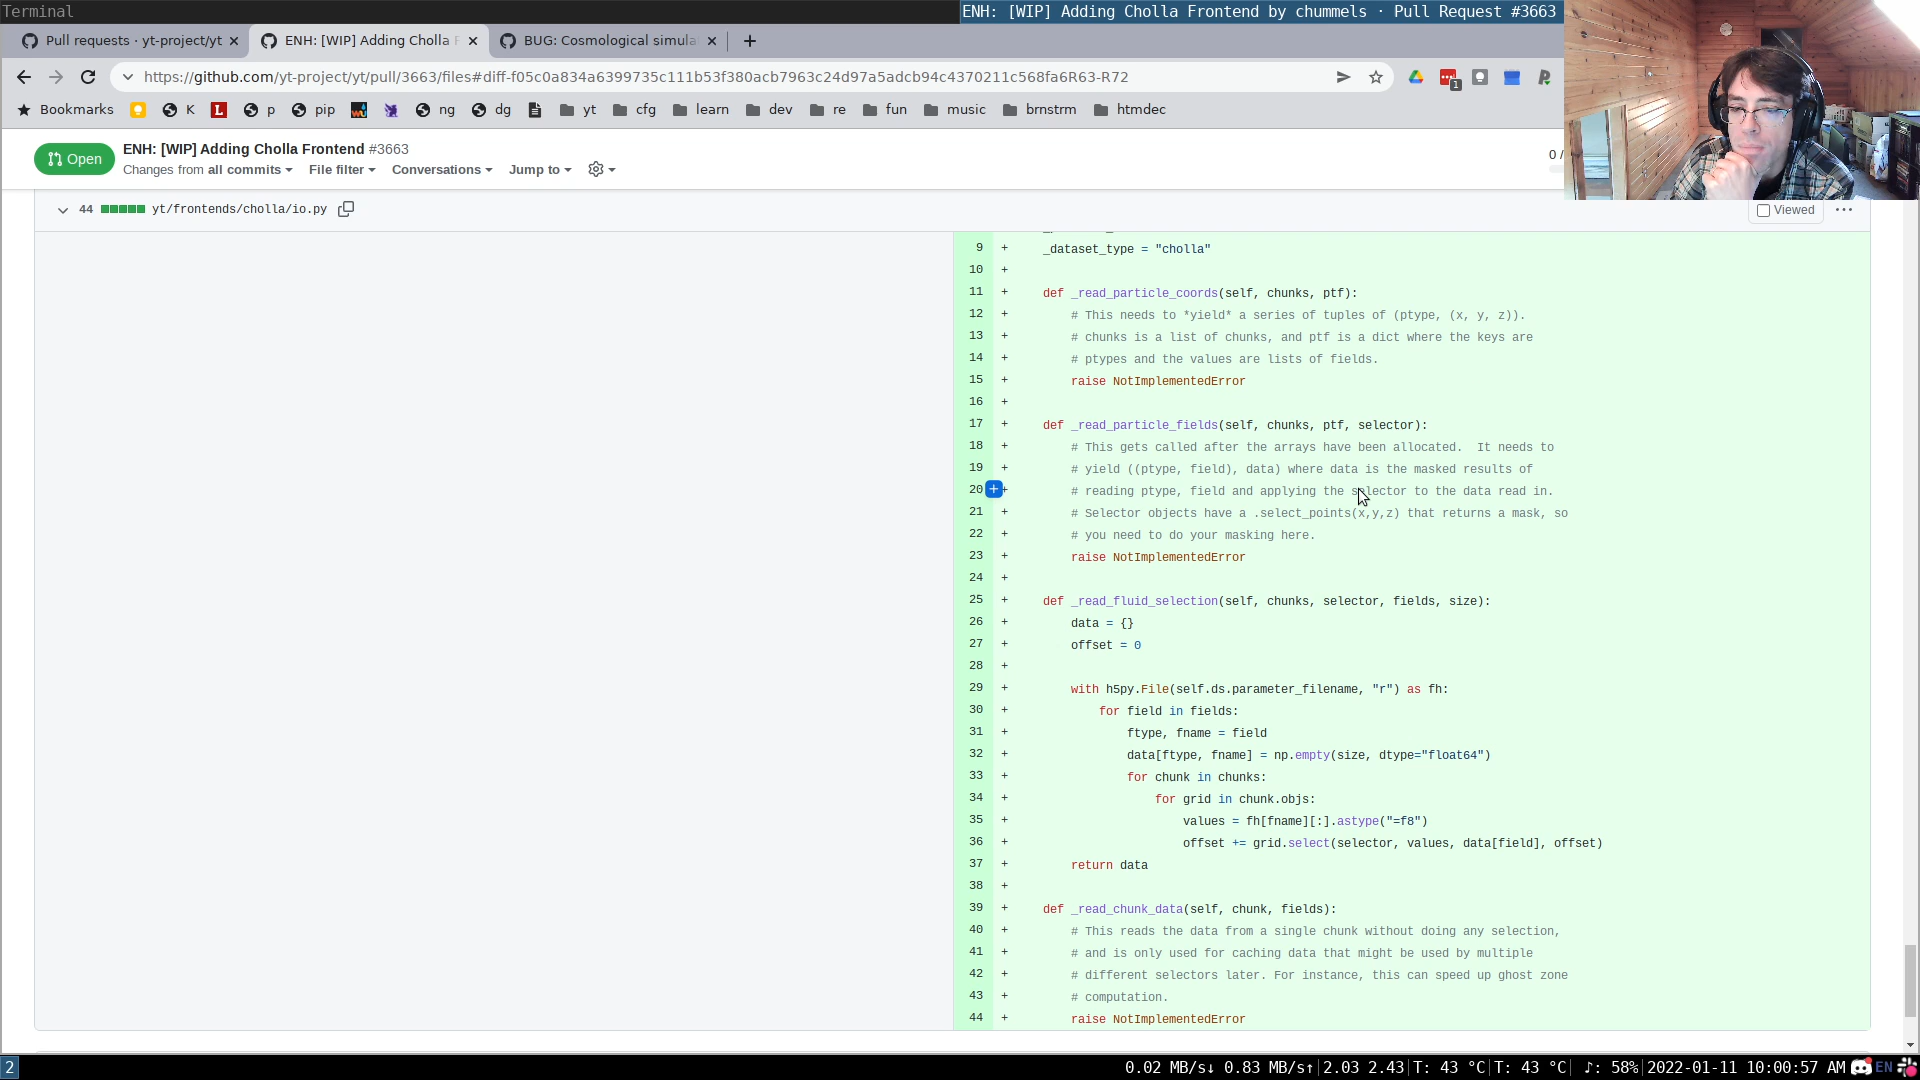 Terminal
ENH: [WIP] Adding Cholla Frontend by chummels · Pull Request #3663
Pull requests · yt-project/yt
ENH: [WIP] Adding Cholla F
BUG: Cosmological simula
https://github.com/yt-project/yt/pull/3663/files#diff-f05c0a834a6399735c111b53f380acb7963c24d97a5adcb94c4370211c568fa6R63-R72
1
Bookmarks K L p pip ng dg yt cfg learn dev re fun music brnstrm htmdec
Open
ENH: [WIP] Adding Cholla Frontend #3663
Changes from all commits File filter Conversations Jump to
0 /
44 yt/frontends/cholla/io.py
Viewed
9 + _dataset_type = "cholla"
10 +
11 + def _read_particle_coords(self, chunks, ptf):
12 + # This needs to *yield* a series of tuples of (ptype, (x, y, z)).
13 + # chunks is a list of chunks, and ptf is a dict where the keys are
14 + # ptypes and the values are lists of fields.
15 + raise NotImplementedError
16 +
17 + def _read_particle_fields(self, chunks, ptf, selector):
18 + # This gets called after the arrays have been allocated.  It needs to
19 + # yield ((ptype, field), data) where data is the masked results of
20 + # reading ptype, field and applying the selector to the data read in.
21 + # Selector objects have a .select_points(x,y,z) that returns a mask, so
22 + # you need to do your masking here.
23 + raise NotImplementedError
24 +
25 + def _read_fluid_selection(self, chunks, selector, fields, size):
26 + data = {}
27 + offset = 0
28 +
29 + with h5py.File(self.ds.parameter_filename, "r") as fh:
30 + for field in fields:
31 + ftype, fname = field
32 + data[ftype, fname] = np.empty(size, dtype="float64")
33 + for chunk in chunks:
34 + for grid in chunk.objs:
35 + values = fh[fname][:].astype("=f8")
36 + offset += grid.select(selector, values, data[field], offset)
37 + return data
38 +
39 + def _read_chunk_data(self, chunk, fields):
40 + # This reads the data from a single chunk without doing any selection,
41 + # and is only used for caching data that might be used by multiple
42 + # different selectors later. For instance, this can speed up ghost zone
43 + # computation.
44 + raise NotImplementedError
2
0.02 MB/s↓ 0.83 MB/s↑ 2.03 2.43 T: 43 °C T: 43 °C ♪: 58% 2022-01-11 10:00:57 AM EN